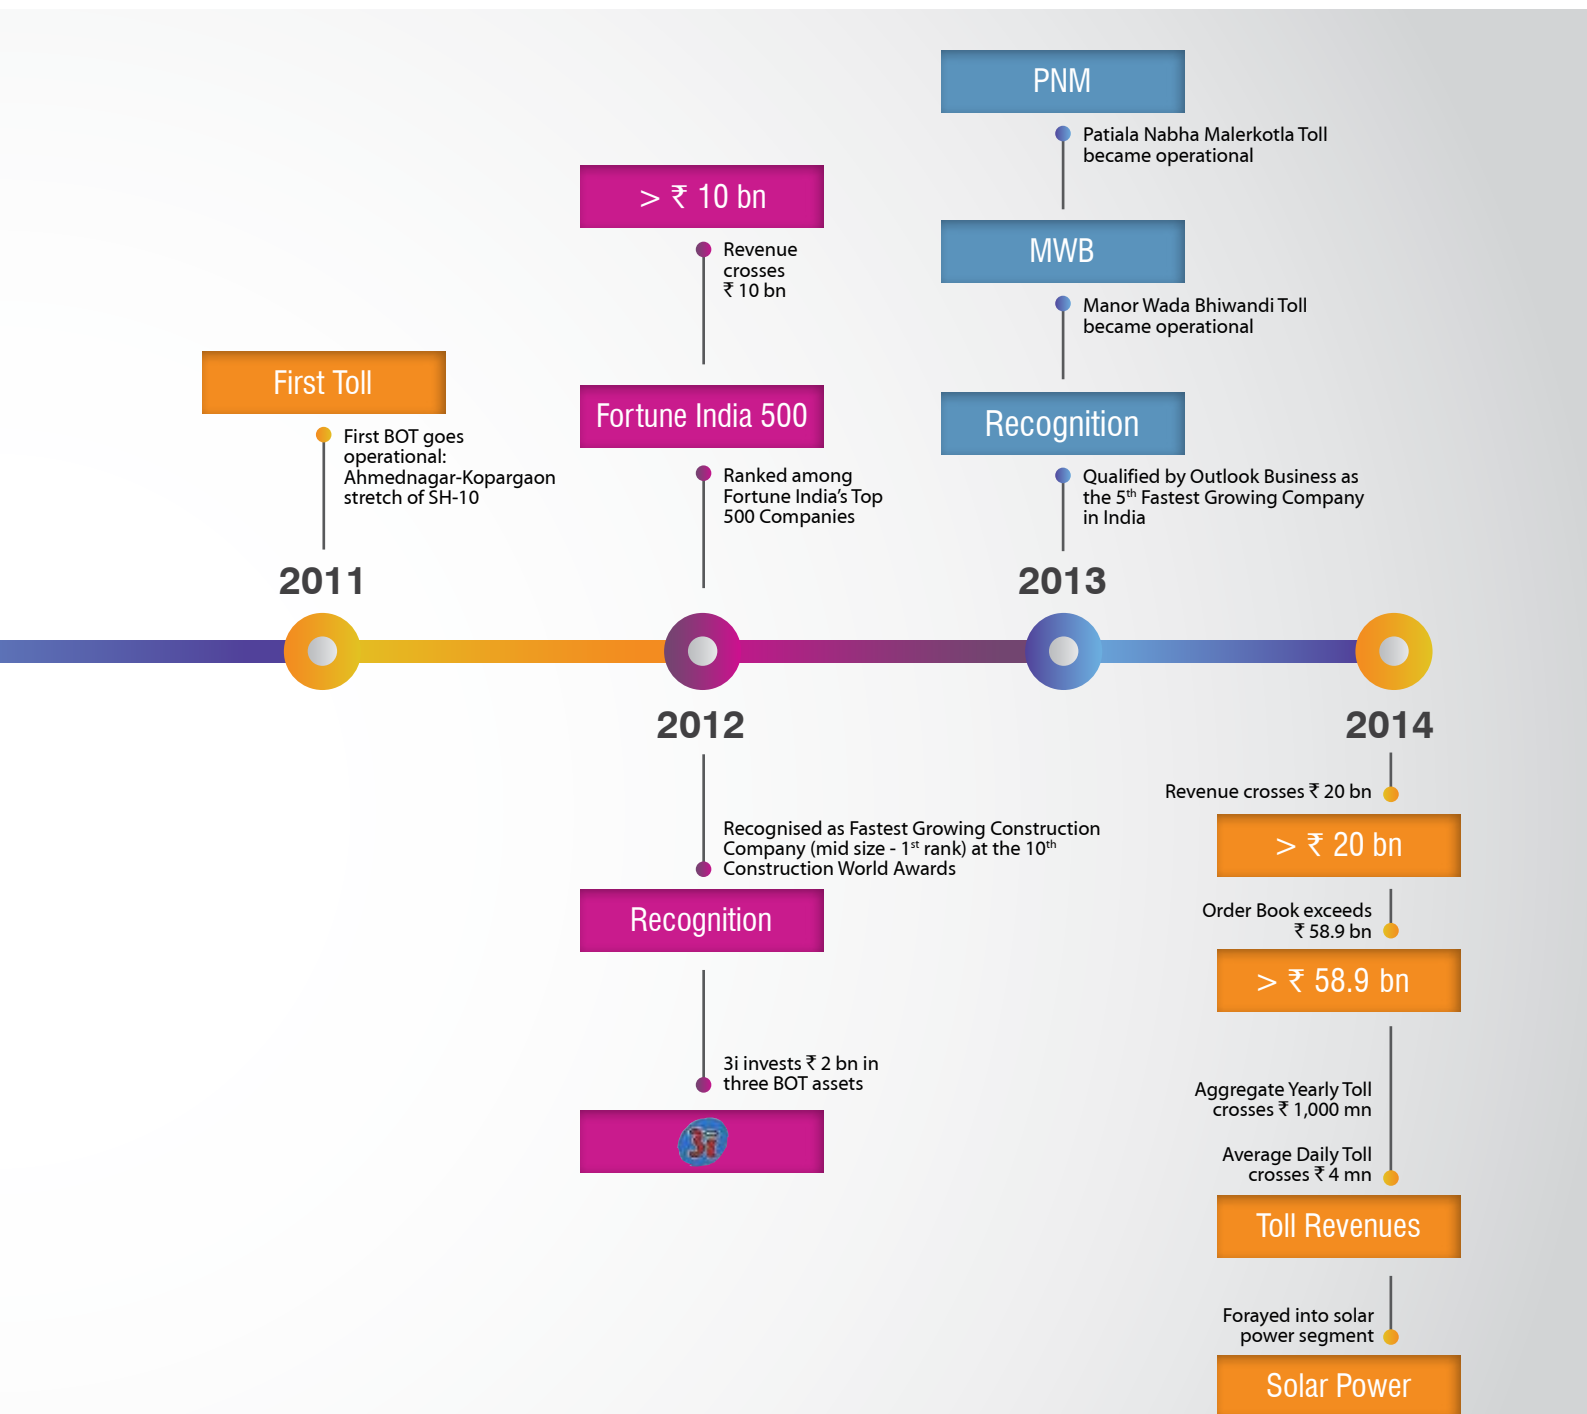 First Toll
First BOT goes
operational:
Ahmednagar-Kopargaon
stretch of SH-10
2011
> ₹ 10 bn
Revenue
crosses
₹ 10 bn
Fortune India 500
Ranked among
Fortune India’s Top
500 Companies
2012
Recognised as Fastest Growing Construction
Company (mid size - 1st rank) at the 10th
Construction World Awards
Recognition
3i invests ₹ 2 bn in
three BOT assets
3i
PNM
Patiala Nabha Malerkotla Toll
became operational
MWB
Manor Wada Bhiwandi Toll
became operational
Recognition
Qualified by Outlook Business as
the 5th Fastest Growing Company
in India
2013
2014
Revenue crosses ₹ 20 bn
> ₹ 20 bn
Order Book exceeds
₹ 58.9 bn
> ₹ 58.9 bn
Aggregate Yearly Toll
crosses ₹ 1,000 mn
Average Daily Toll
crosses ₹ 4 mn
Toll Revenues
Forayed into solar
power segment
Solar Power